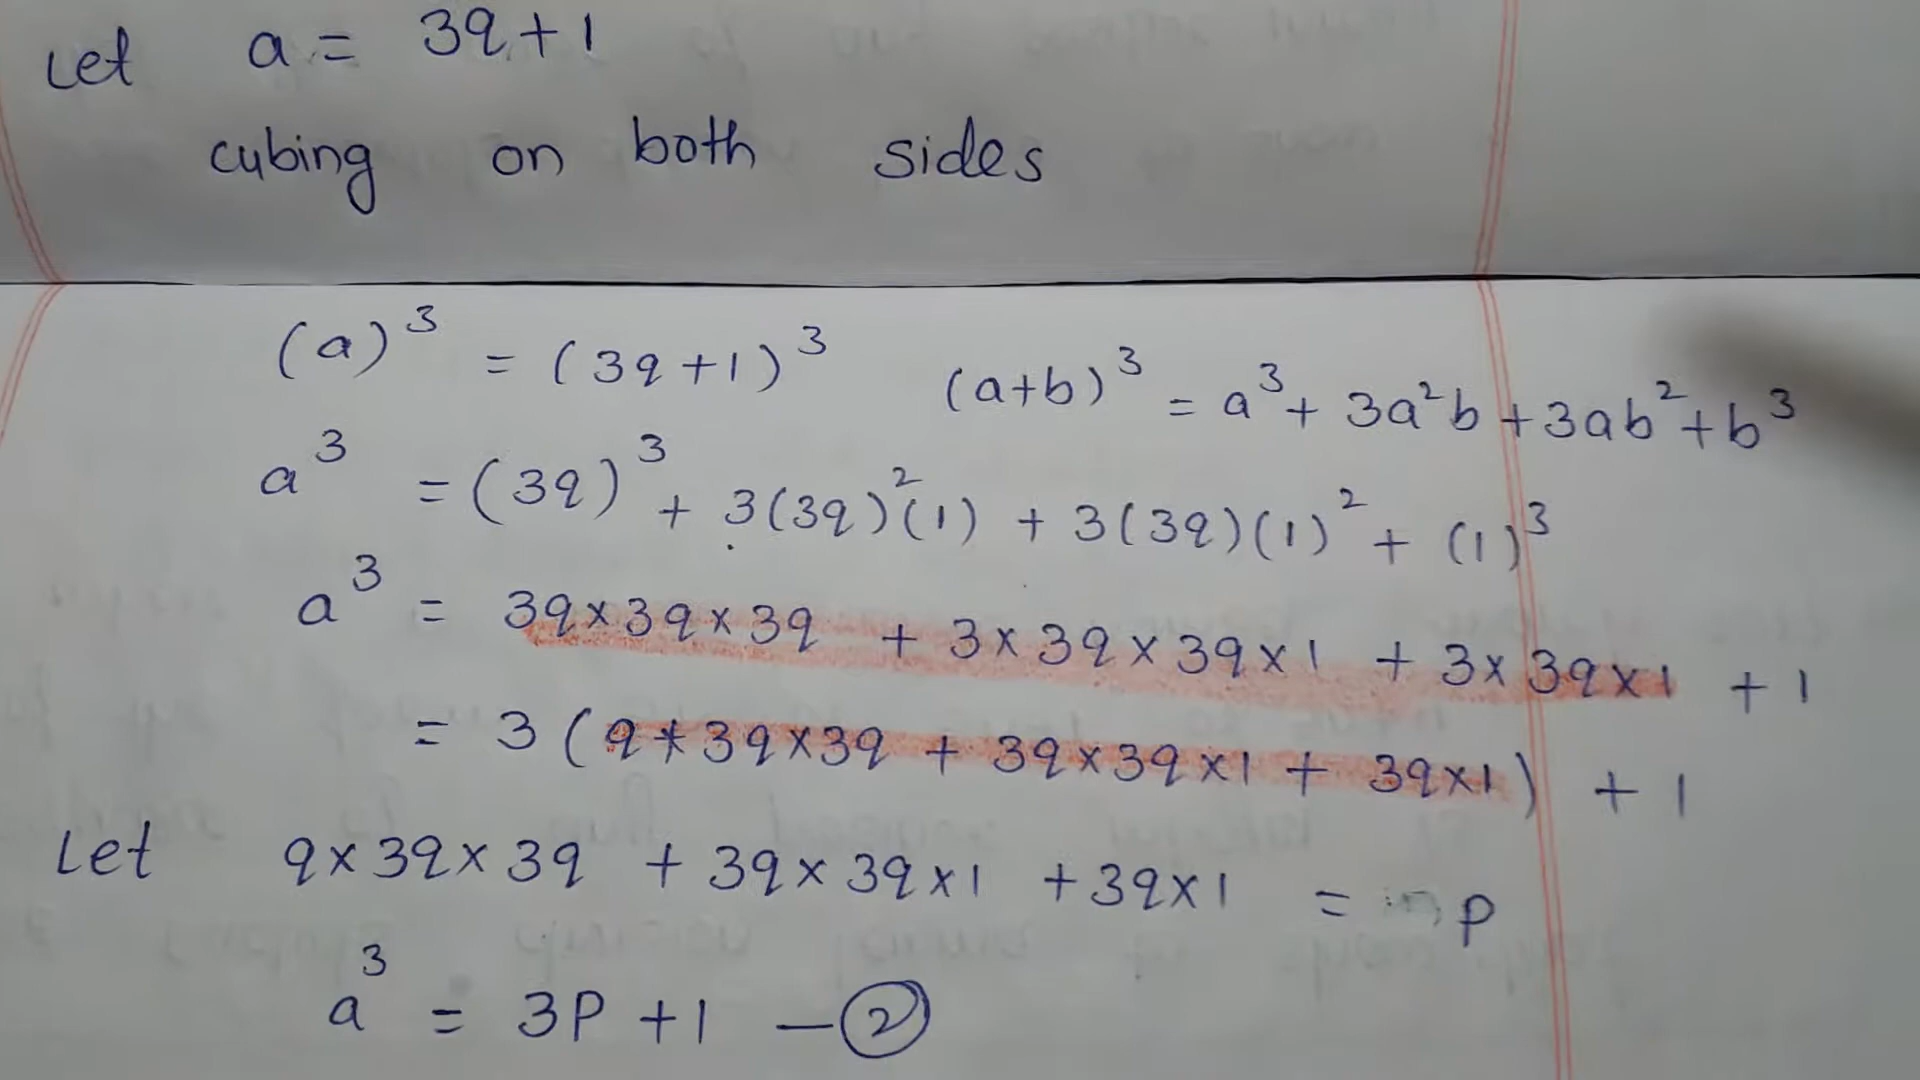 Let a = 3q + 1
cubing on both sides
(a)³ = (3q+1)³ (a+b)³ = a³ + 3a²b + 3ab² + b³
a³ = (3q)³ + 3(3q)²(1) + 3(3q)(1)² + (1)³
a³ = 3q×3q×3q + 3×3q×3q×1 + 3×3q×1 + 1
= 3(q×3q×3q + 3q×3q×1 + 3q×1) + 1
Let q×3q×3q + 3q×3q×1 + 3q×1 = p
a³ = 3P + 1 — ②